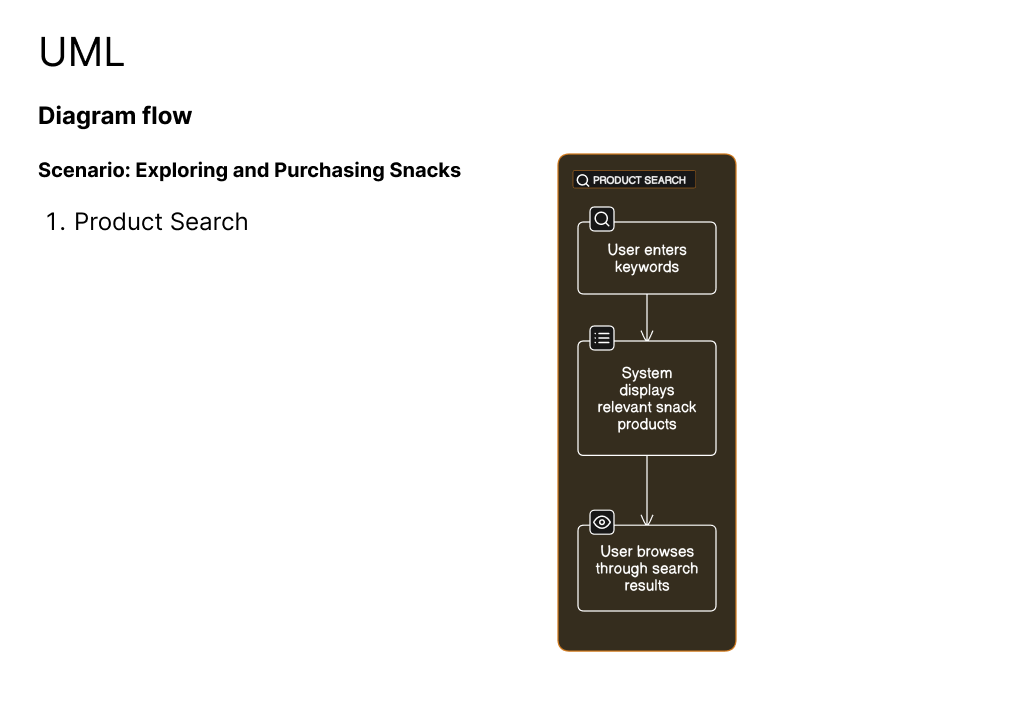 UML
Diagram flow
Scenario: Exploring and Purchasing Snacks
1. Product Search
PRODUCT SEARCH
User enters
keywords
System
displays
relevant snack
products
User browses
through search
results